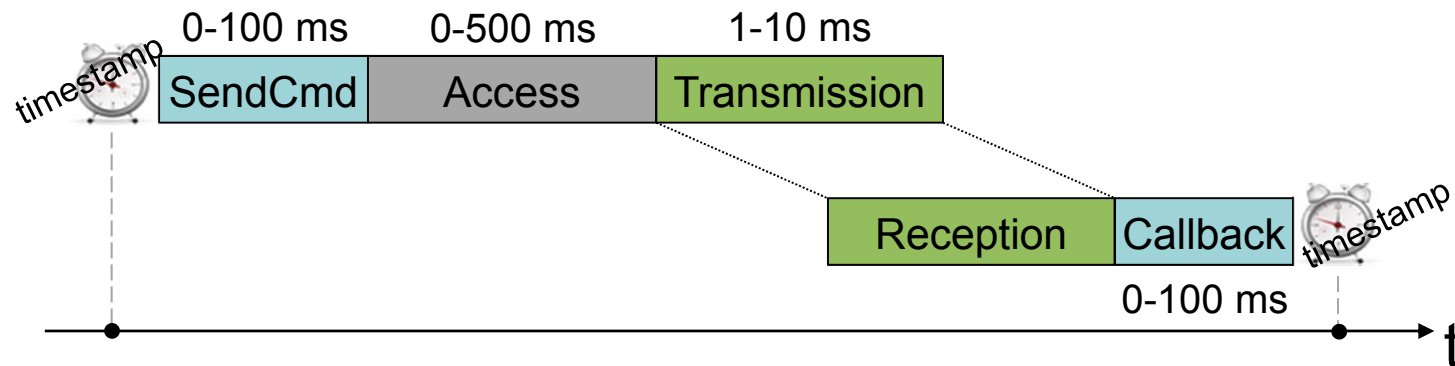 0-100 ms 0-500 ms 1-10 ms
timestamp SendCmd Access Transmission
Reception Callback timestamp
0-100 ms
t